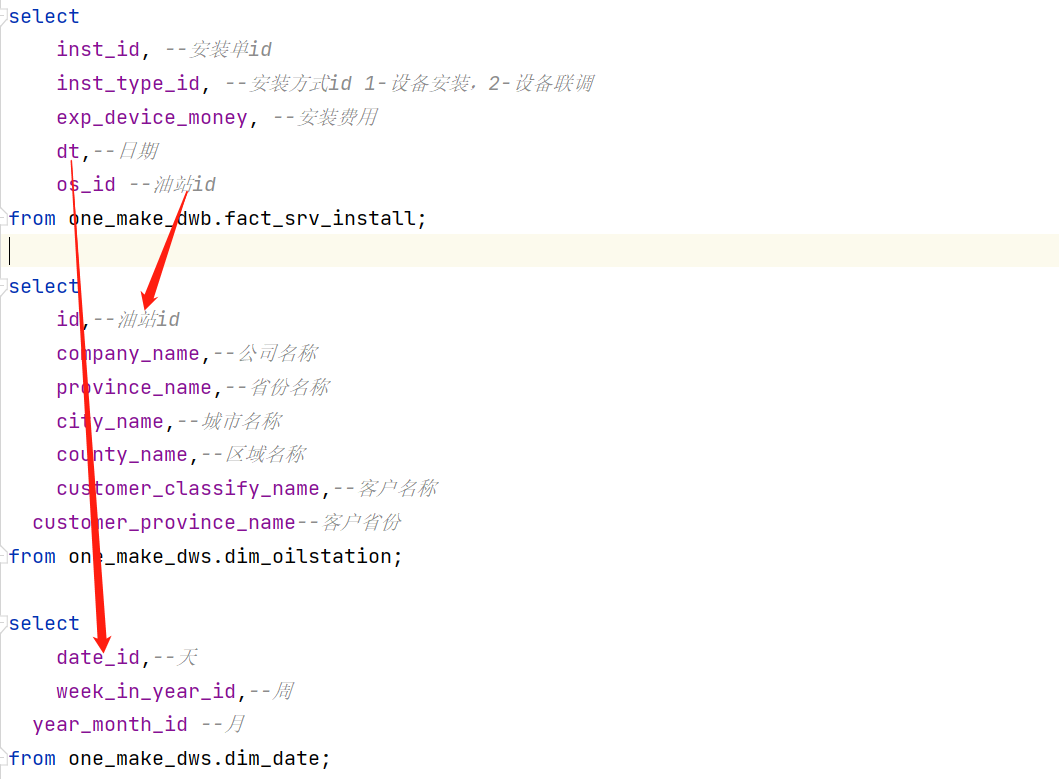 select
inst_id, --安装单id
inst_type_id, --安装方式id 1-设备安装，2-设备联调
exp_device_money, --安装费用
dt,--日期
os_id --油站id
from one_make_dwb.fact_srv_install;
select
id,--油站id
company_name,--公司名称
province_name,--省份名称
city_name,--城市名称
county_name,--区域名称
customer_classify_name,--客户名称
customer_province_name--客户省份
from one_make_dws.dim_oilstation;
select
date_id,--天
week_in_year_id,--周
year_month_id --月
from one_make_dws.dim_date;